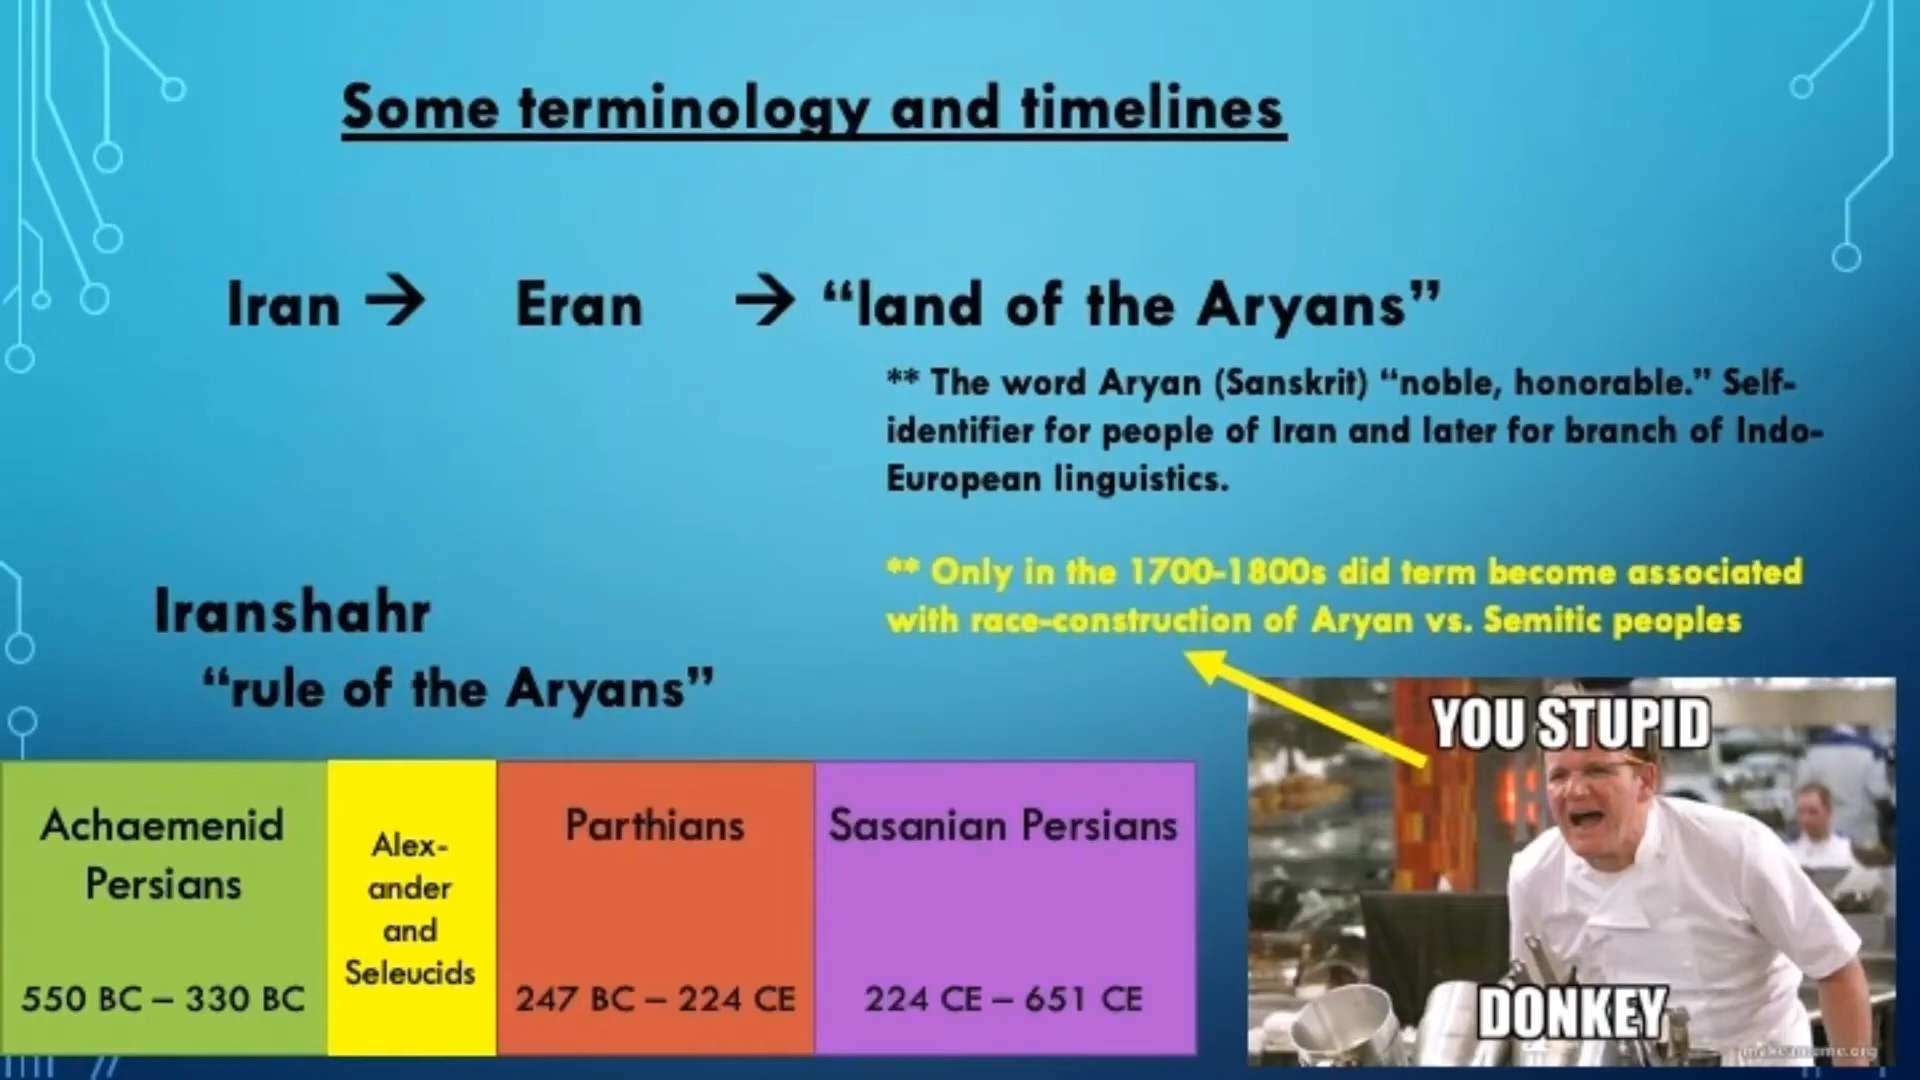 Some terminology and timelines
Iran → Eran → “land of the Aryans”
** The word Aryan (Sanskrit) “noble, honorable.” Self-
identifier for people of Iran and later for branch of Indo-
European linguistics.
** Only in the 1700-1800s did term become associated
with race-construction of Aryan vs. Semitic peoples
Iranshahr
“rule of the Aryans”
Achaemenid
Persians
550 BC – 330 BC
Alex-
ander
and
Seleucids
Parthians
247 BC – 224 CE
Sasanian Persians
224 CE – 651 CE
YOU STUPID
DONKEY